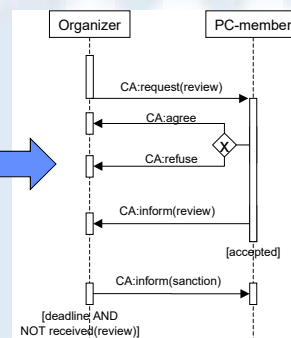 Organizer
PC-member
CA:request(review)
CA:agree
X
CA:refuse
CA:inform(review)
[accepted]
CA:inform(sanction)
[deadline AND
NOT received(review)]